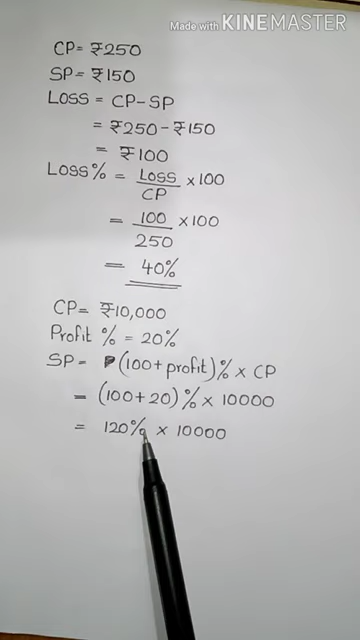 Made with KINEMASTER
CP = ₹250
SP = ₹150
LOSS = CP - SP
= ₹250 - ₹150
= ₹100
LOSS% = LOSS/CP × 100
= 100/250 × 100
= 40%
CP = ₹10,000
Profit % = 20%
SP = (100 + profit)% × CP
= (100 + 20)% × 10000
= 120% × 10000